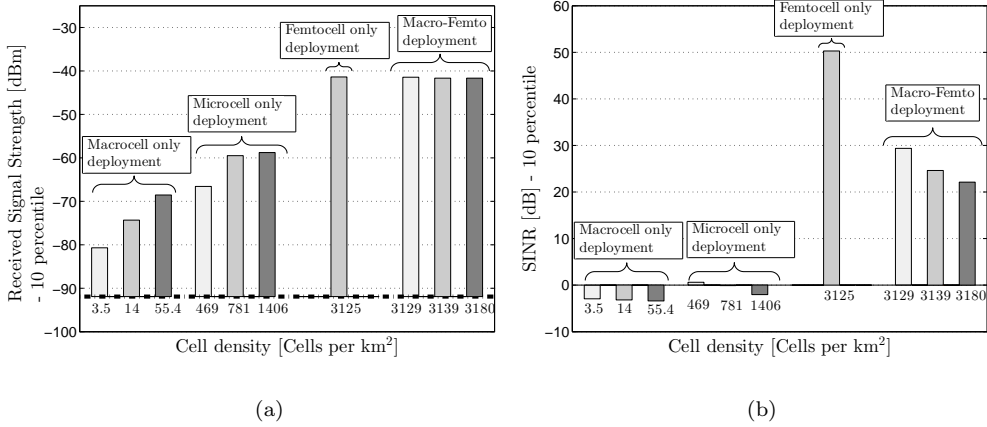 Received Signal Strength [dBm]
- 10 percentile
−30
−40
−50
−60
−70
−80
−90
−100
Macrocell only
deployment
Microcell only
deployment
Femtocell only
deployment
Macro-Femto
deployment
3.5 14 55.4 469 781 1406 3125 3129 3139 3180
Cell density [Cells per km²]
(a)
SINR [dB] - 10 percentile
60
50
40
30
20
10
0
−10
Macrocell only
deployment
Microcell only
deployment
Femtocell only
deployment
Macro-Femto
deployment
3.5 14 55.4 469 781 1406 3125 3129 3139 3180
Cell density [Cells per km²]
(b)